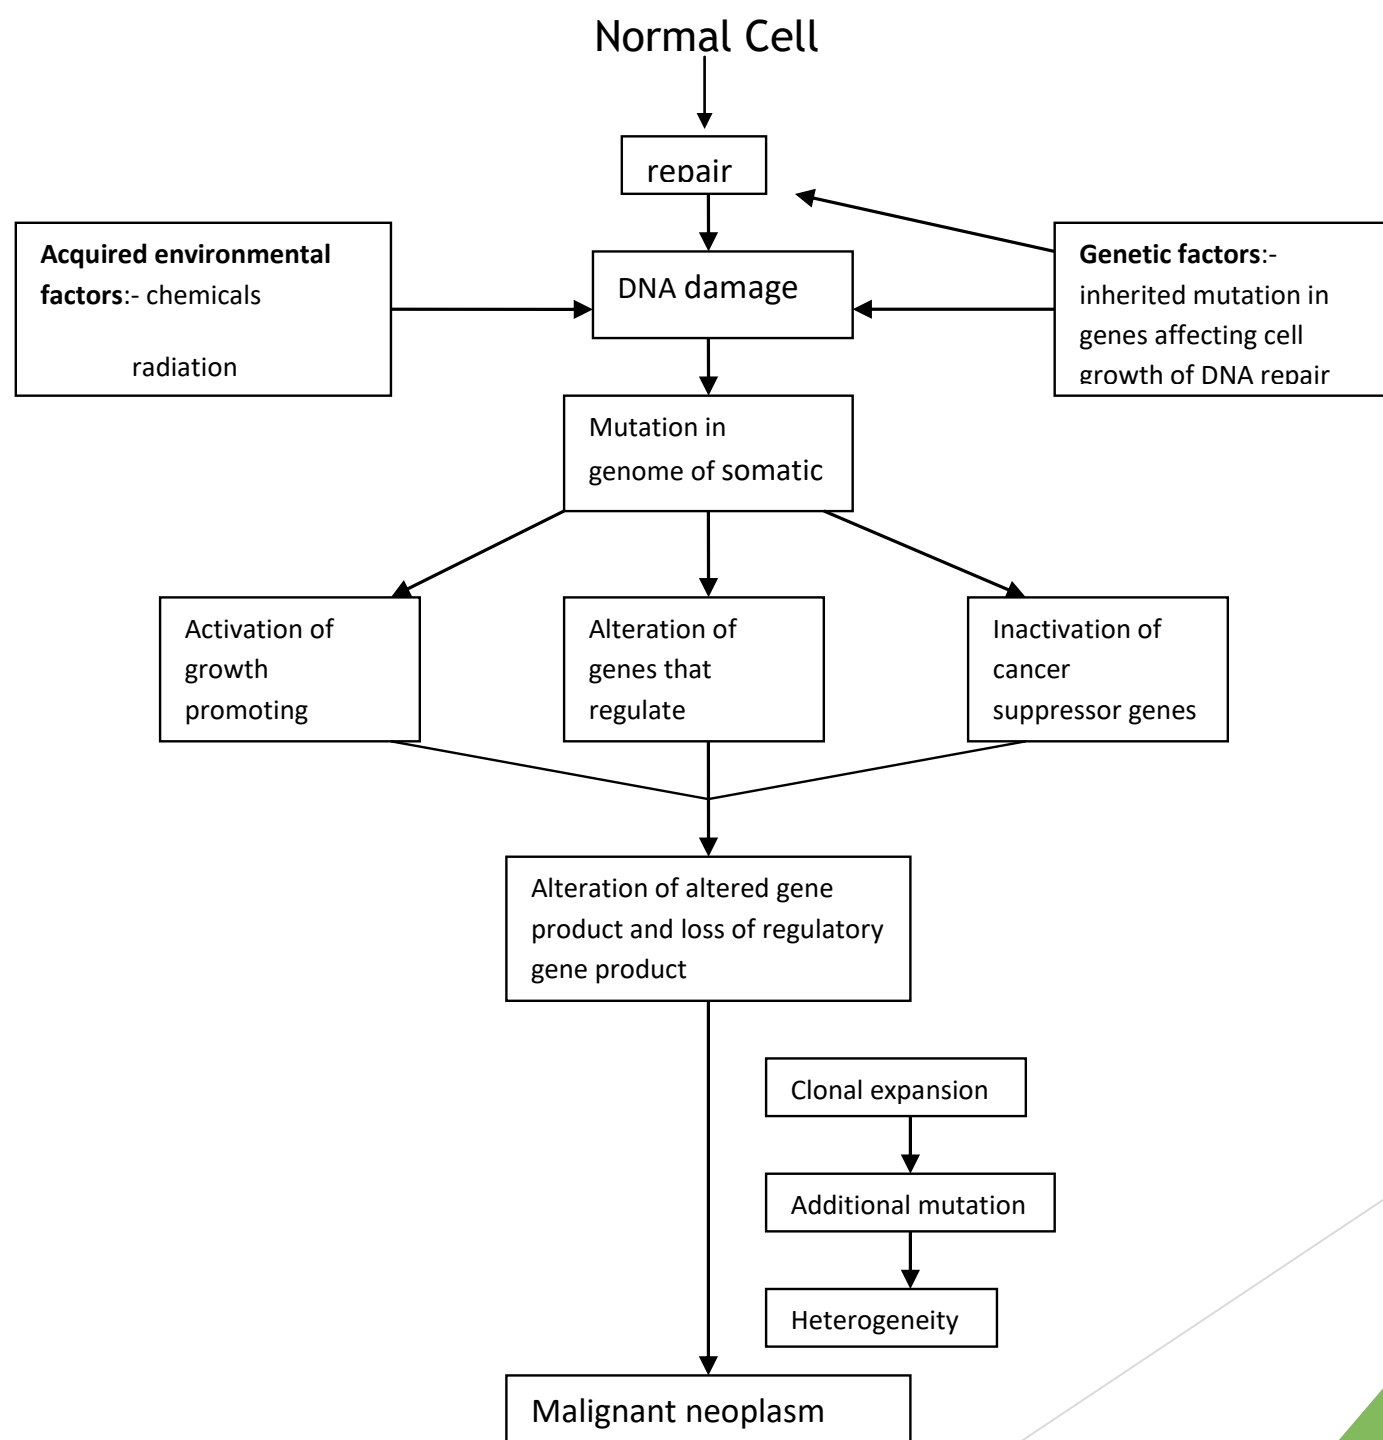 Normal Cell
repair
Acquired environmental
factors:- chemicals
radiation
DNA damage
Genetic factors:-
inherited mutation in
genes affecting cell
growth of DNA repair
Mutation in
genome of somatic
Activation of
growth
promoting
Alteration of
genes that
regulate
Inactivation of
cancer
suppressor genes
Alteration of altered gene
product and loss of regulatory
gene product
Clonal expansion
Additional mutation
Heterogeneity
Malignant neoplasm